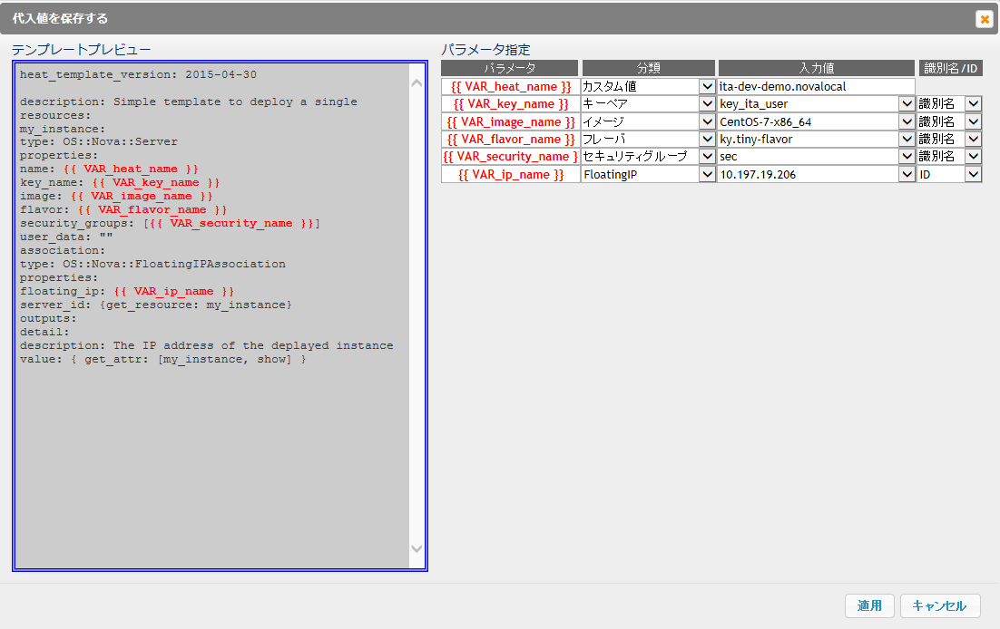 代入値を保存する
テンプレートプレビュー
heat_template_version: 2015-04-30
description: Simple template to deploy a single
resources:
my_instance:
type: OS::Nova::Server
properties:
name: {{ VAR_heat_name }}
key_name: {{ VAR_key_name }}
image: {{ VAR_image_name }}
flavor: {{ VAR_flavor_name }}
security_groups: [{{ VAR_security_name }}]
user_data: ""
association:
type: OS::Nova::FloatingIPAssociation
properties:
floating_ip: {{ VAR_ip_name }}
server_id: {get_resource: my_instance}
outputs:
detail:
description: The IP address of the deplayed instance
value: { get_attr: [my_instance, show] }
パラメータ指定
パラメータ 分類 入力値 識別名/ID
{{ VAR_heat_name }} カスタム値 ita-dev-demo.novalocal
{{ VAR_key_name }} キーペア key_ita_user 識別名
{{ VAR_image_name }} イメージ CentOS-7-x86_64 識別名
{{ VAR_flavor_name }} フレーバ ky.tiny-flavor 識別名
{{ VAR_security_name } セキュリティグループ sec 識別名
{{ VAR_ip_name }} FloatingIP 10.197.19.206 ID
適用 キャンセル